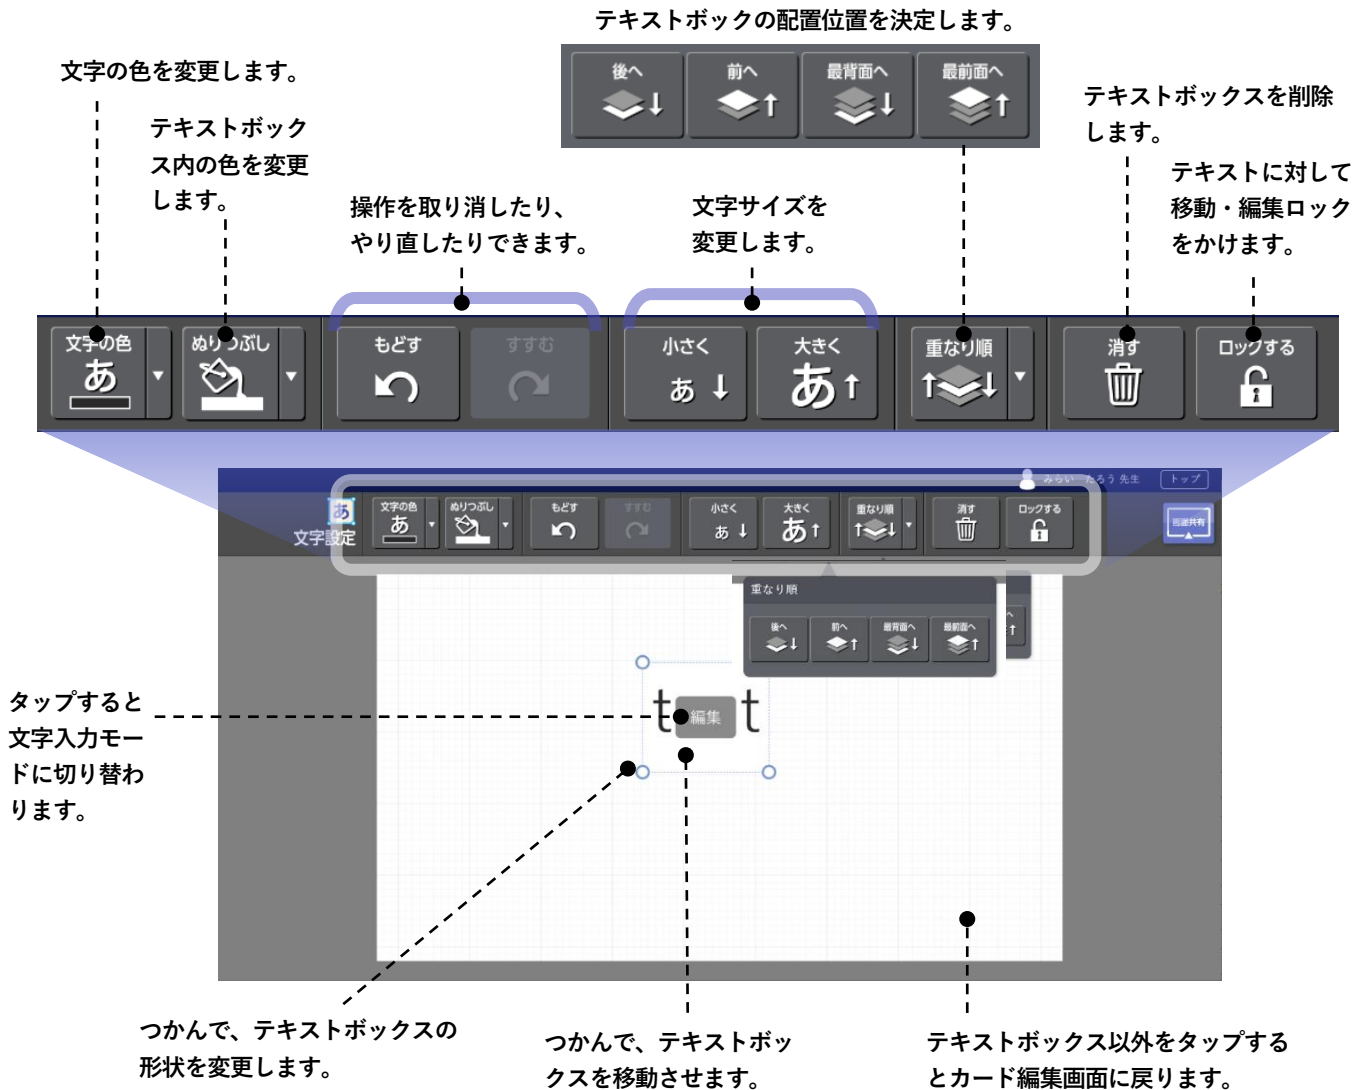 テキストボックの配置位置を決定します。
後へ
前へ
最背面へ
最前面へ
文字の色を変更します。
テキストボック
ス内の色を変更
します。
操作を取り消したり、
やり直したりできます。
文字サイズを
変更します。
テキストボックスを削除
します。
テキストに対して
移動・編集ロック
をかけます。
文字の色
あ
ぬりつぶし
もどす
すすむ
小さく
あ
大きく
あ
重なり順
消す
ロックする
みらい たろう 先生
トップ
あ
文字設定
文字の色
あ
ぬりつぶし
もどす
すすむ
小さく
あ
大きく
あ
重なり順
消す
ロックする
画面共有
重なり順
後へ
前へ
最背面へ
最前面へ
へ
t
編集
t
タップすると
文字入力モー
ドに切り替わ
ります。
つかんで、テキストボックスの
形状を変更します。
つかんで、テキストボッ
クスを移動させます。
テキストボックス以外をタップする
とカード編集画面に戻ります。